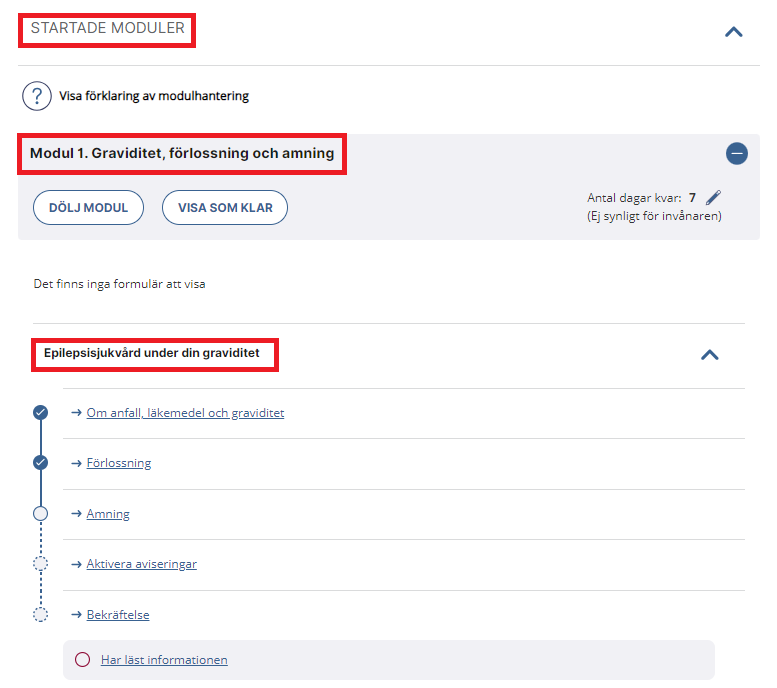 STARTADE MODULER
? Visa förklaring av modulhantering
Modul 1. Graviditet, förlossning och amning
DÖLJ MODUL VISA SOM KLAR Antal dagar kvar: 7
(Ej synligt för invånaren)
Det finns inga formulär att visa
Epilepsisjukvård under din graviditet
→ Om anfall, läkemedel och graviditet
→ Förlossning
→ Amning
→ Aktivera aviseringar
→ Bekräftelse
Har läst informationen